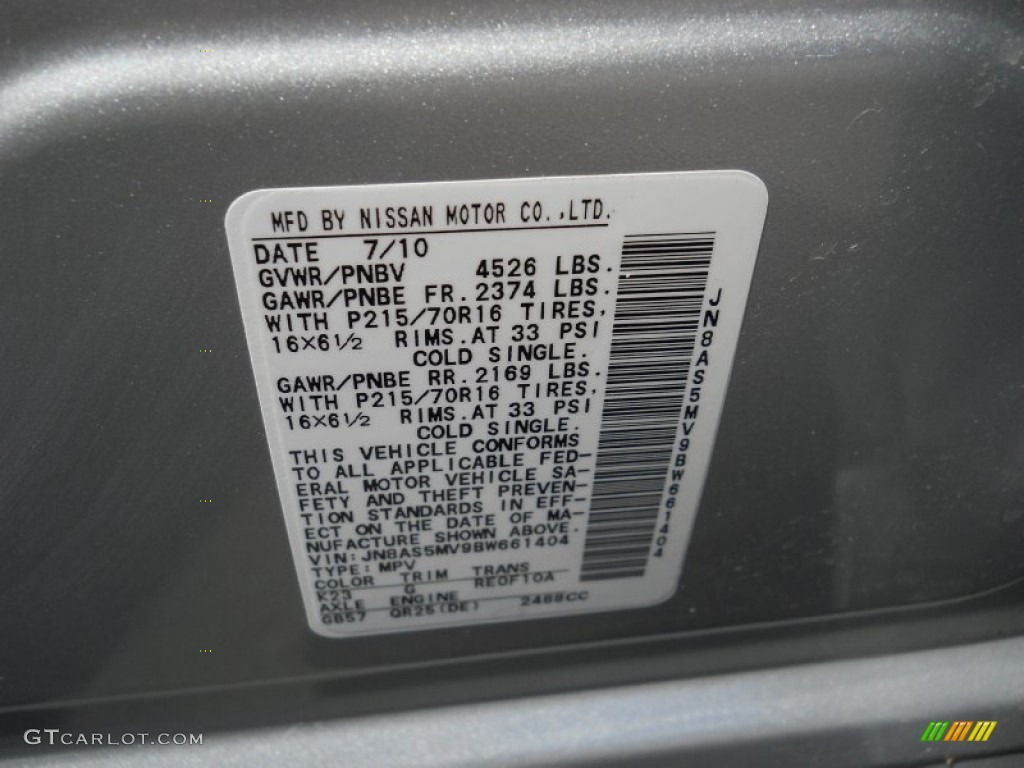 MFD BY NISSAN MOTOR CO.,LTD.
DATE 7/10
GVWR/PNBV 4526 LBS.
GAWR/PNBE FR. 2374 LBS.
WITH P215/70R16 TIRES,
16×6½ RIMS.AT 33 PSI
COLD SINGLE.
GAWR/PNBE RR. 2169 LBS.
WITH P215/70R16 TIRES,
16×6½ RIMS.AT 33 PSI
COLD SINGLE.
THIS VEHICLE CONFORMS
TO ALL APPLICABLE FED-
ERAL MOTOR VEHICLE SA-
FETY AND THEFT PREVEN-
TION STANDARDS IN EFF-
ECT ON THE DATE OF MA-
NUFACTURE SHOWN ABOVE.
VIN:JN8AS5MV9BW661404
TYPE:MPV
COLOR TRIM TRANS
K23 G RE0F10A
AXLE ENGINE
GB57 QR25(DE) 2488CC
JN8AS5MV9BW661404
GTCARLOT.COM